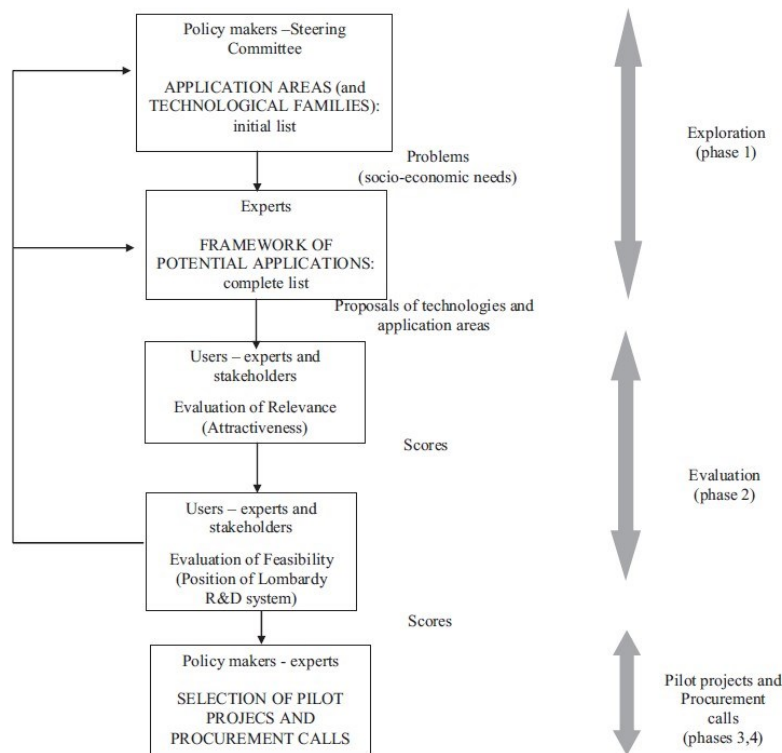 Policy makers –Steering
Committee
APPLICATION AREAS (and
TECHNOLOGICAL FAMILIES):
initial list
Exploration
(phase 1)
Problems
(socio-economic needs)
Experts
FRAMEWORK OF
POTENTIAL APPLICATIONS:
complete list
Proposals of technologies and
application areas
Users – experts and
stakeholders
Evaluation of Relevance
(Attractiveness)
Scores
Evaluation
(phase 2)
Users – experts and
stakeholders
Evaluation of Feasibility
(Position of Lombardy
R&D system)
Scores
Policy makers - experts
SELECTION OF PILOT
PROJECS AND
PROCUREMENT CALLS
Pilot projects and
Procurement
calls
(phases 3,4)